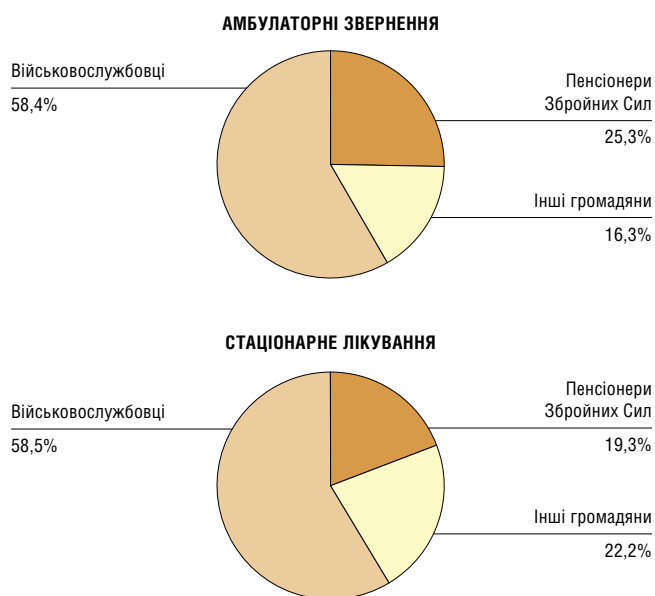 АМБУЛАТОРНІ ЗВЕРНЕННЯ
Військовослужбовці
58,4%
Пенсіонери
Збройних Сил
25,3%
Інші громадяни
16,3%
СТАЦІОНАРНЕ ЛІКУВАННЯ
Військовослужбовці
58,5%
Пенсіонери
Збройних Сил
19,3%
Інші громадяни
22,2%